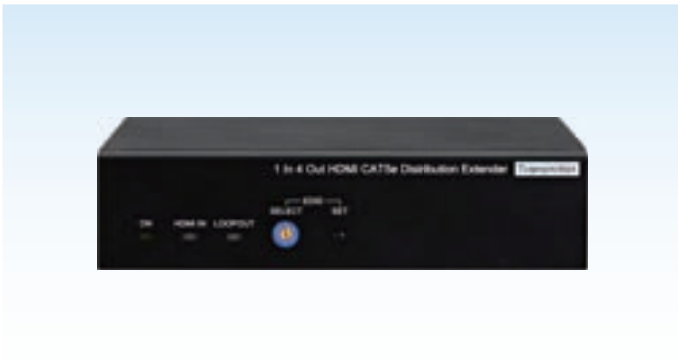 1 In 4 Out HDMI CAT5e Distribution Extender Transmitter
EDID
SELECT SET
ON HDMI IN LOOPOUT